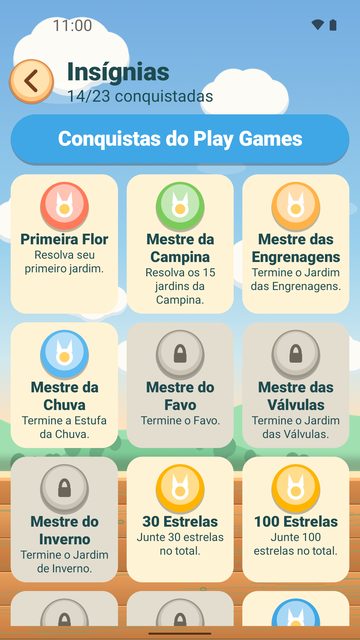 11:00
Insígnias
14/23 conquistadas
Conquistas do Play Games
Primeira Flor
Resolva seu
primeiro jardim.
Mestre da
Campina
Resolva os 15
jardins da
Campina.
Mestre das
Engrenagens
Termine o Jardim
das Engrenagens.
Mestre da
Chuva
Termine a Estufa
da Chuva.
Mestre do
Favo
Termine o Favo.
Mestre das
Válvulas
Termine o Jardim
das Válvulas.
Mestre do
Inverno
Termine o Jardim
de Inverno.
30 Estrelas
Junte 30 estrelas
no total.
100 Estrelas
Junte 100
estrelas no total.